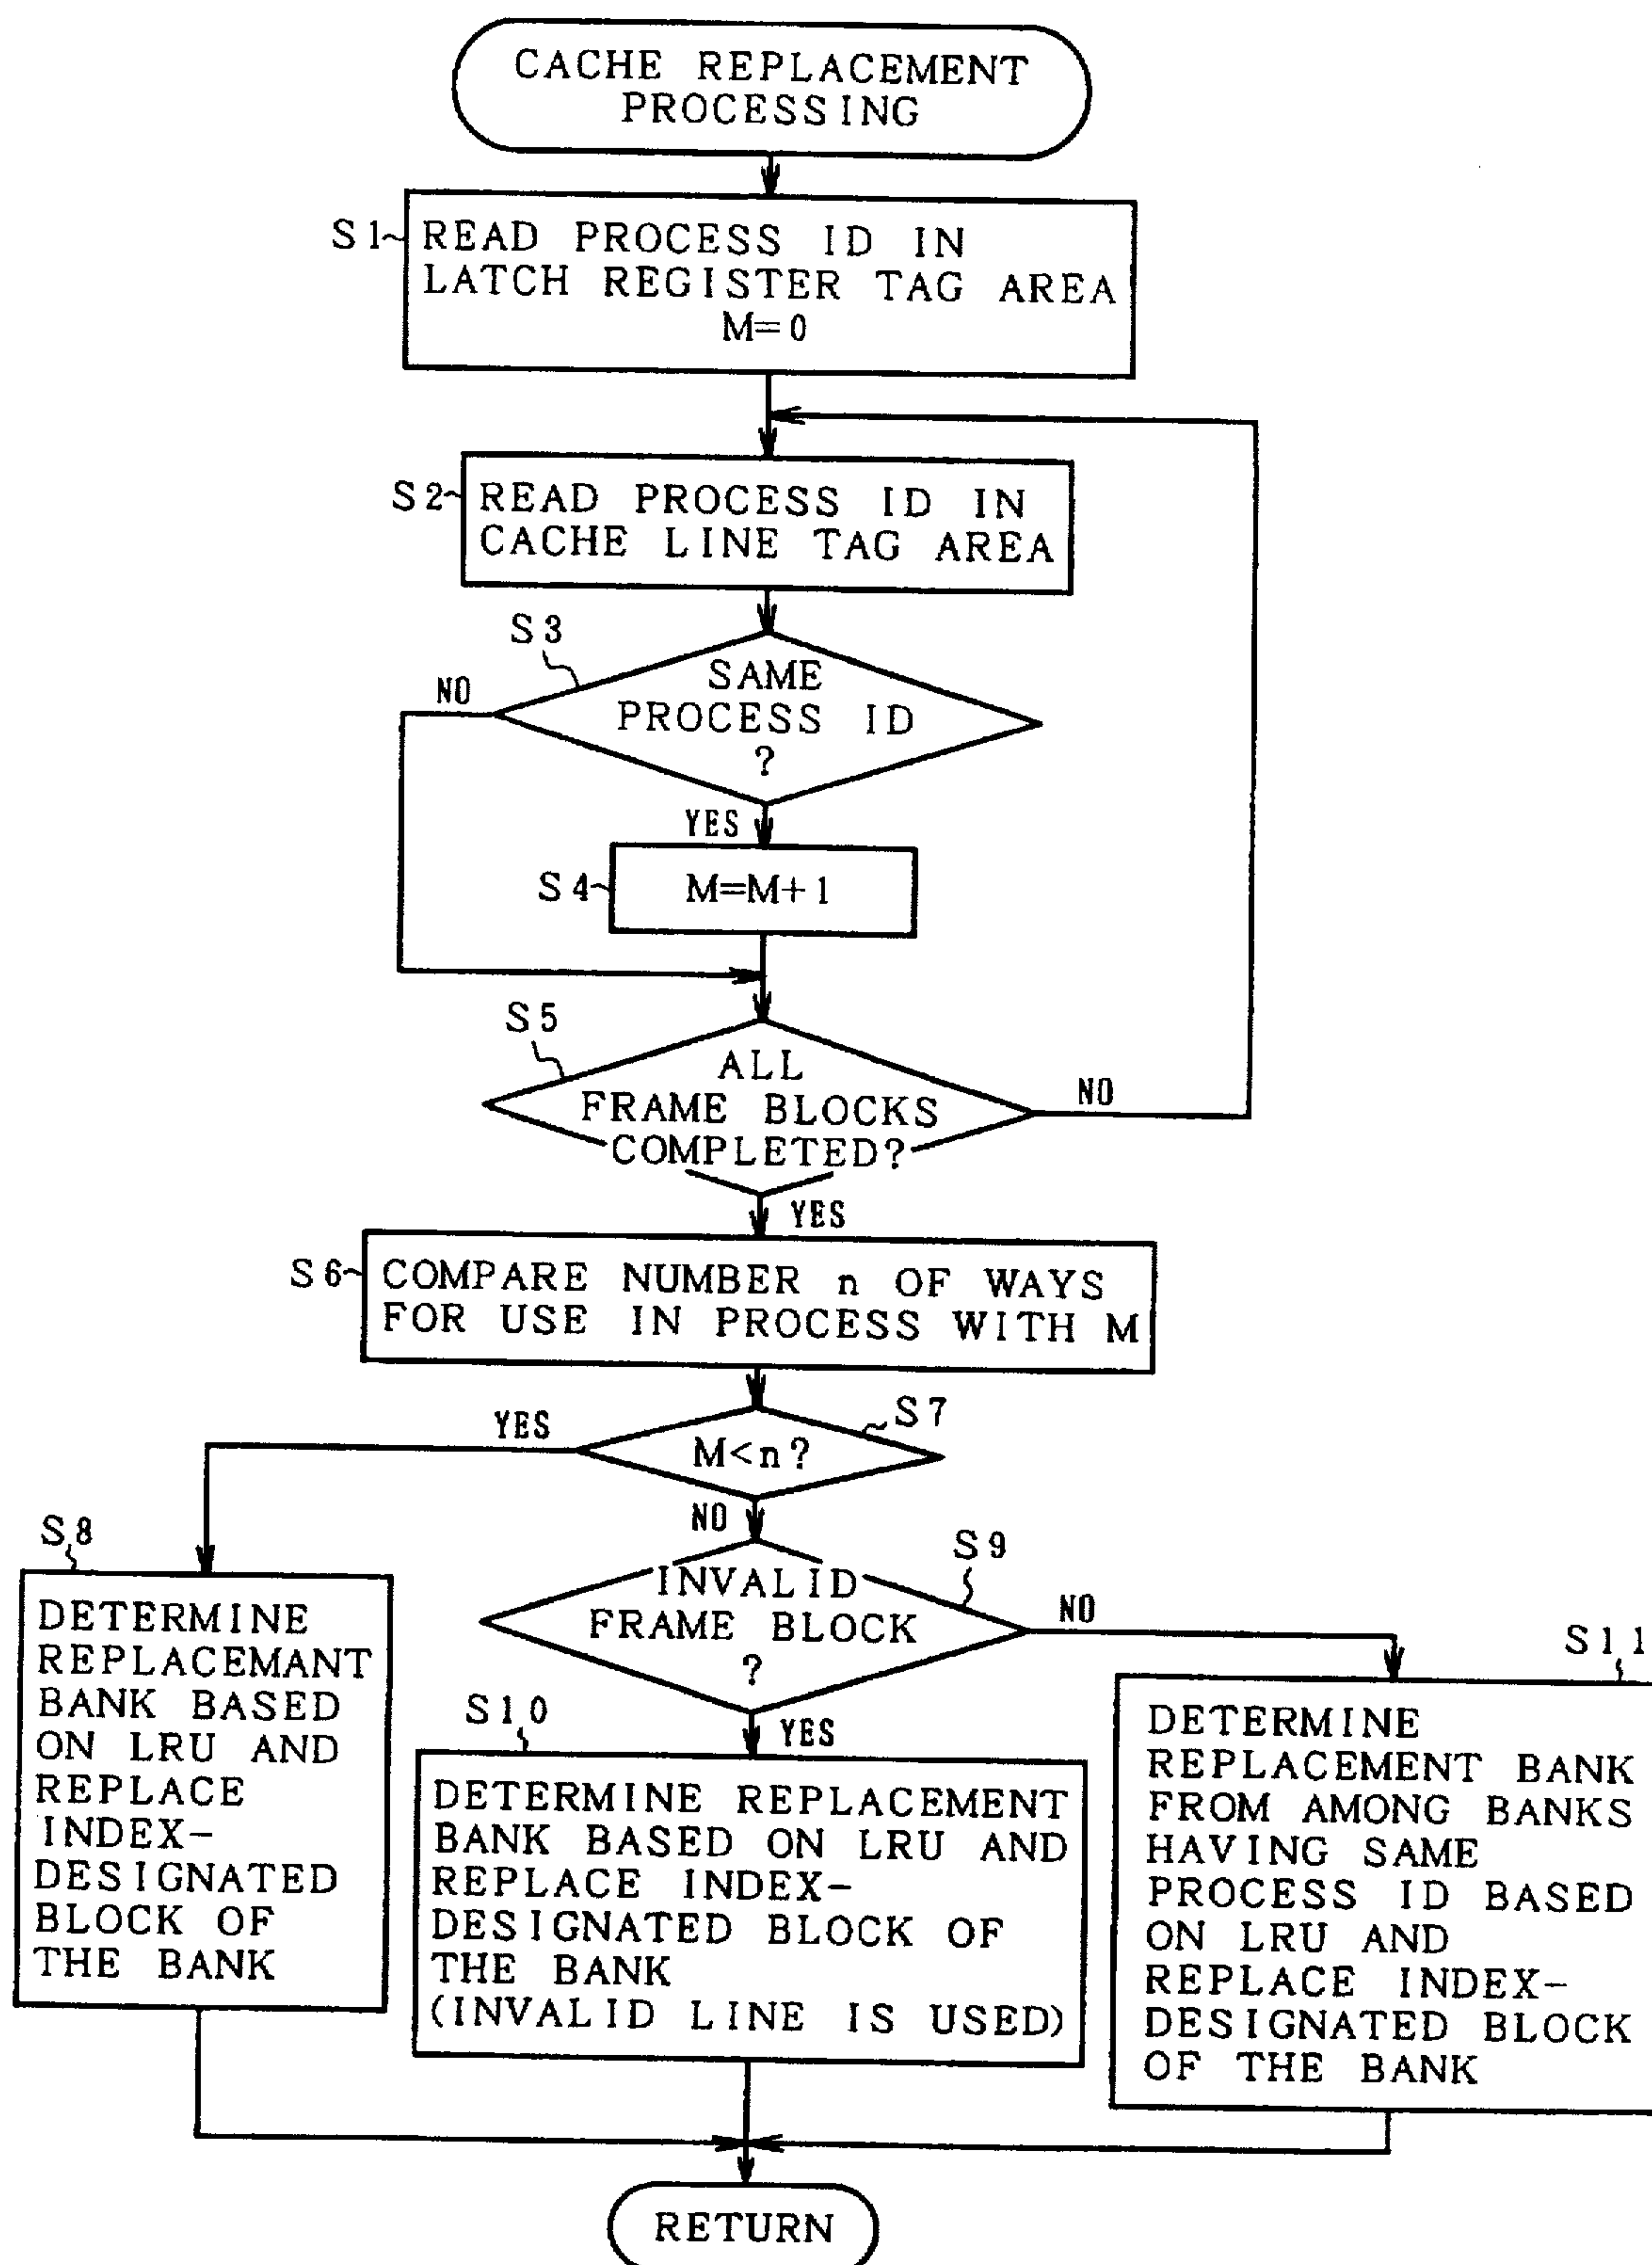 CACHE REPLACEMENT
PROCESSING
S1
READ PROCESS ID IN
LATCH REGISTER TAG AREA
M=0
S2
READ PROCESS ID IN
CACHE LINE TAG AREA
S3
SAME
PROCESS ID
?
NO
YES
S4
M=M+1
S5
ALL
FRAME BLOCKS
COMPLETED?
NO
YES
S6
COMPARE NUMBER n OF WAYS
FOR USE IN PROCESS WITH M
S7
M<n?
YES
NO
S8
DETERMINE
REPLACEMANT
BANK BASED
ON LRU AND
REPLACE
INDEX-
DESIGNATED
BLOCK OF
THE BANK
S9
INVALID
FRAME BLOCK
?
NO
YES
S10
DETERMINE REPLACEMENT
BANK BASED ON LRU AND
REPLACE INDEX-
DESIGNATED BLOCK OF
THE BANK
(INVALID LINE IS USED)
S11
DETERMINE
REPLACEMENT BANK
FROM AMONG BANKS
HAVING SAME
PROCESS ID BASED
ON LRU AND
REPLACE INDEX-
DESIGNATED BLOCK
OF THE BANK
RETURN